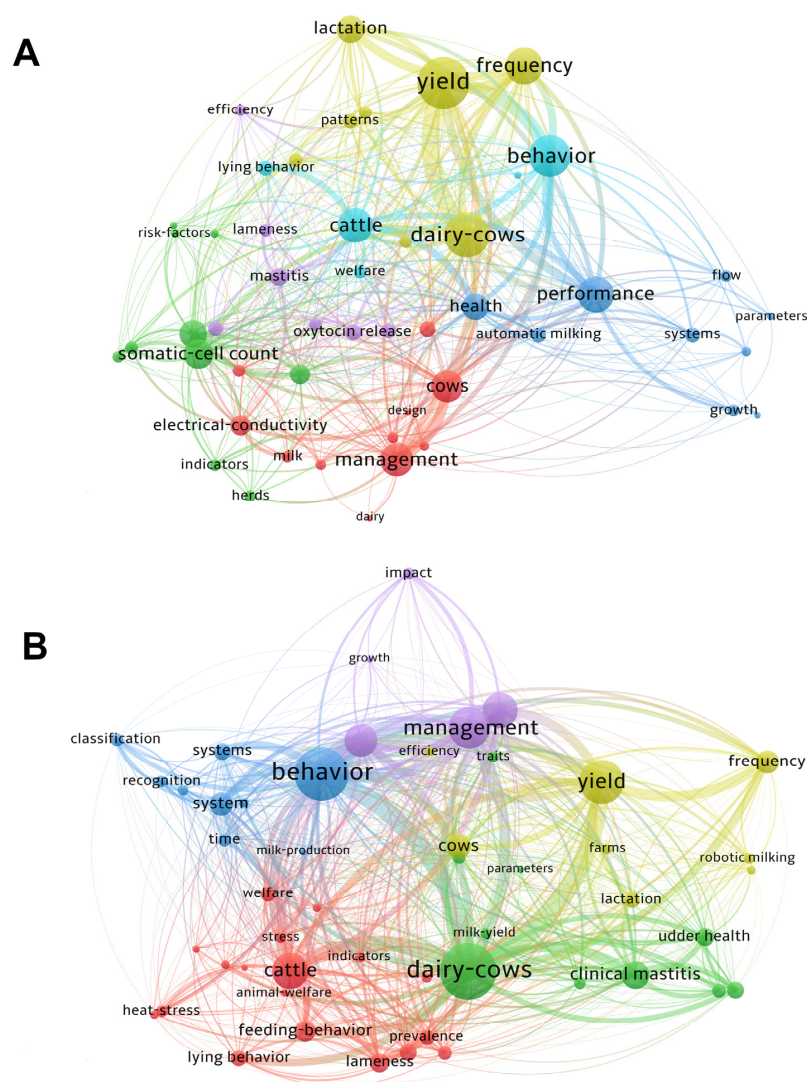 A
lactation
yield
frequency
efficiency
patterns
behavior
lying behavior
cattle
dairy-cows
risk-factors
lameness
mastitis
welfare
health
performance
flow
parameters
oxytocin release
automatic milking
systems
somatic-cell count
cows
design
growth
electrical-conductivity
milk
management
indicators
herds
dairy
B
impact
growth
classification
systems
management
efficiency
traits
frequency
recognition
behavior
yield
system
time
milk-production
cows
farms
robotic milking
parameters
welfare
lactation
stress
indicators
milk-yield
udder health
cattle
dairy-cows
clinical mastitis
animal-welfare
heat-stress
feeding-behavior
prevalence
lying behavior
lameness